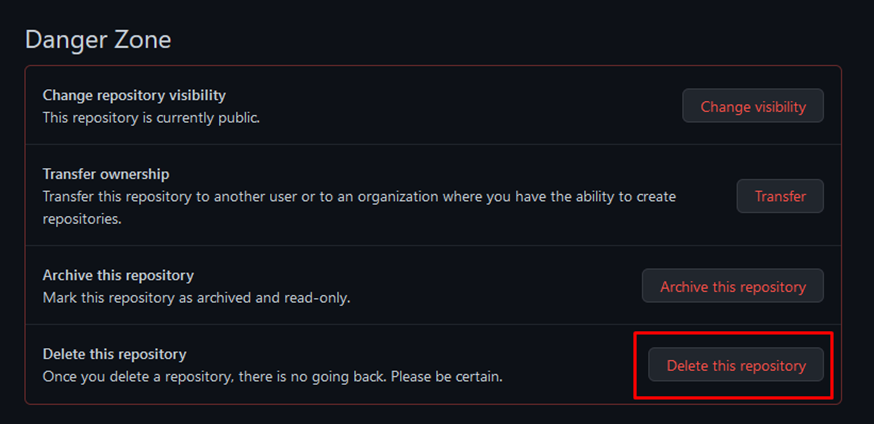 Danger Zone
Change repository visibility
This repository is currently public.
Change visibility
Transfer ownership
Transfer this repository to another user or to an organization where you have the ability to create
repositories.
Transfer
Archive this repository
Mark this repository as archived and read-only.
Archive this repository
Delete this repository
Once you delete a repository, there is no going back. Please be certain.
Delete this repository